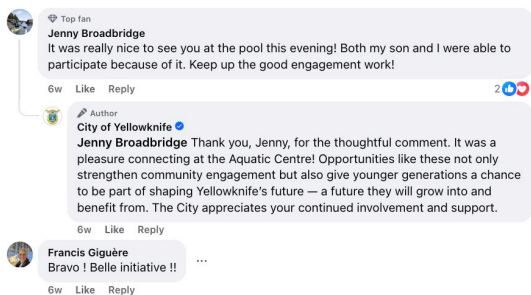 Top fan
Jenny Broadbridge
It was really nice to see you at the pool this evening! Both my son and I were able to
participate because of it. Keep up the good engagement work!
6w Like Reply 2
Author
City of Yellowknife
Jenny Broadbridge Thank you, Jenny, for the thoughtful comment. It was a
pleasure connecting at the Aquatic Centre! Opportunities like these not only
strengthen community engagement but also give younger generations a chance
to be part of shaping Yellowknife's future — a future they will grow into and
benefit from. The City appreciates your continued involvement and support.
6w Like Reply
Francis Giguère
Bravo ! Belle initiative !!
6w Like Reply